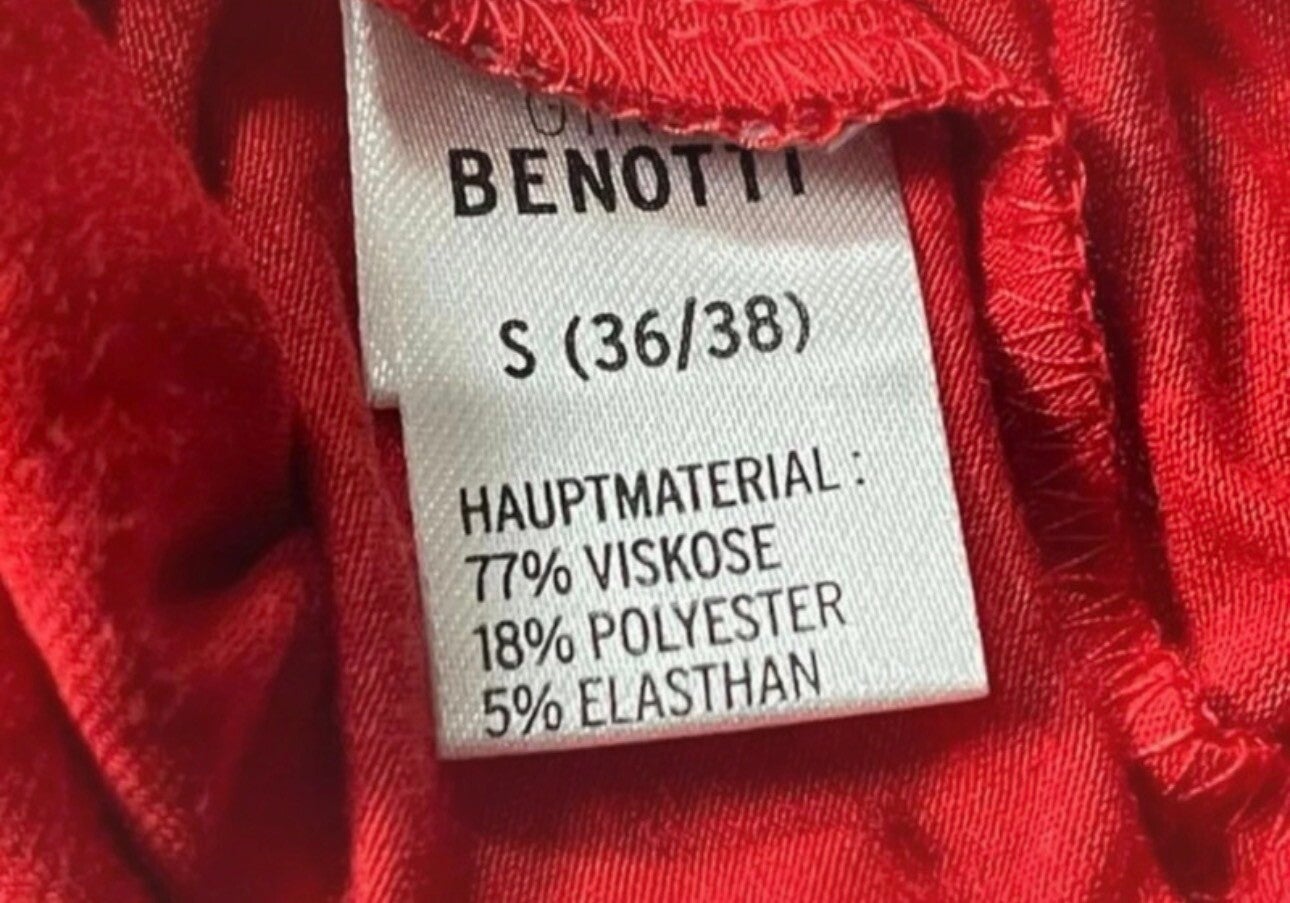 BENOTTI
S (36/38)
HAUPTMATERIAL :
77% VISKOSE
18% POLYESTER
5% ELASTHAN